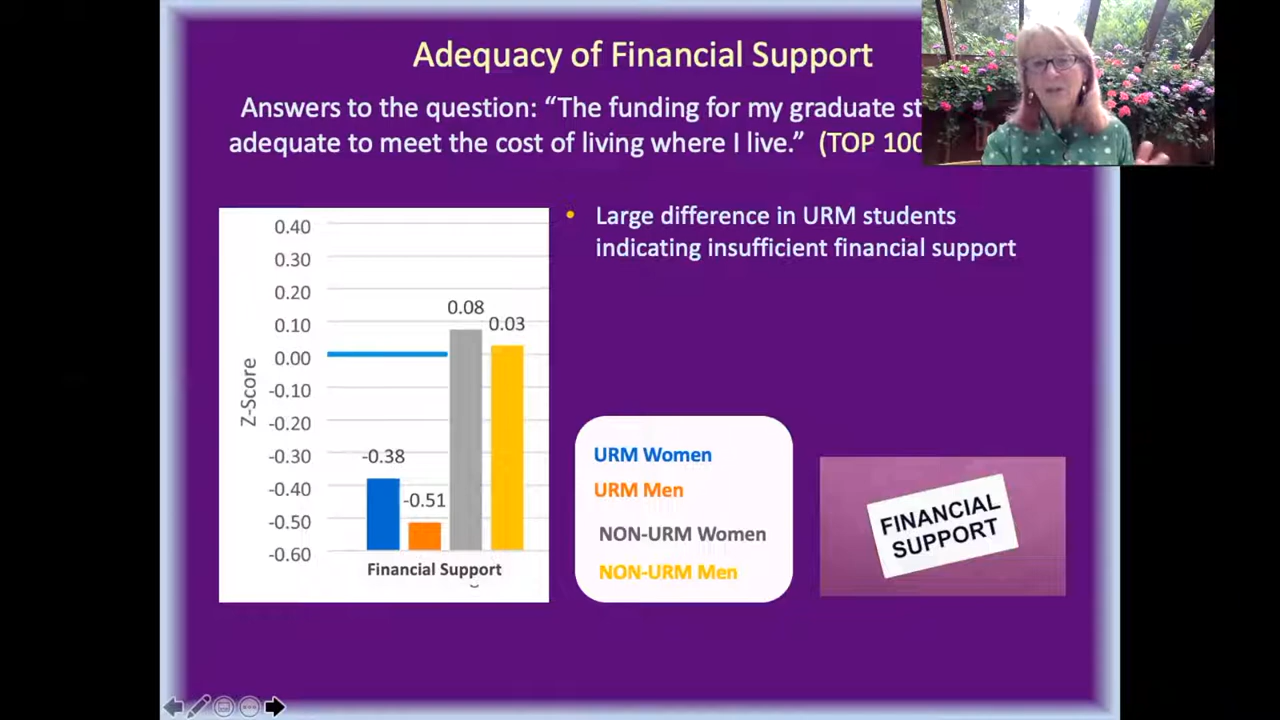 Adequacy of Financial Support
Answers to the question: “The funding for my graduate
adequate to meet the cost of living where I live.” (TOP 100
Large difference in URM students
indicating insufficient financial support
0.40
0.30
0.20
0.10
0.00
-0.10
-0.20
-0.30
-0.40
-0.50
-0.60
Z-Score
-0.38
-0.51
0.08
0.03
Financial Support
URM Women
URM Men
NON-URM Women
NON-URM Men
FINANCIAL
SUPPORT